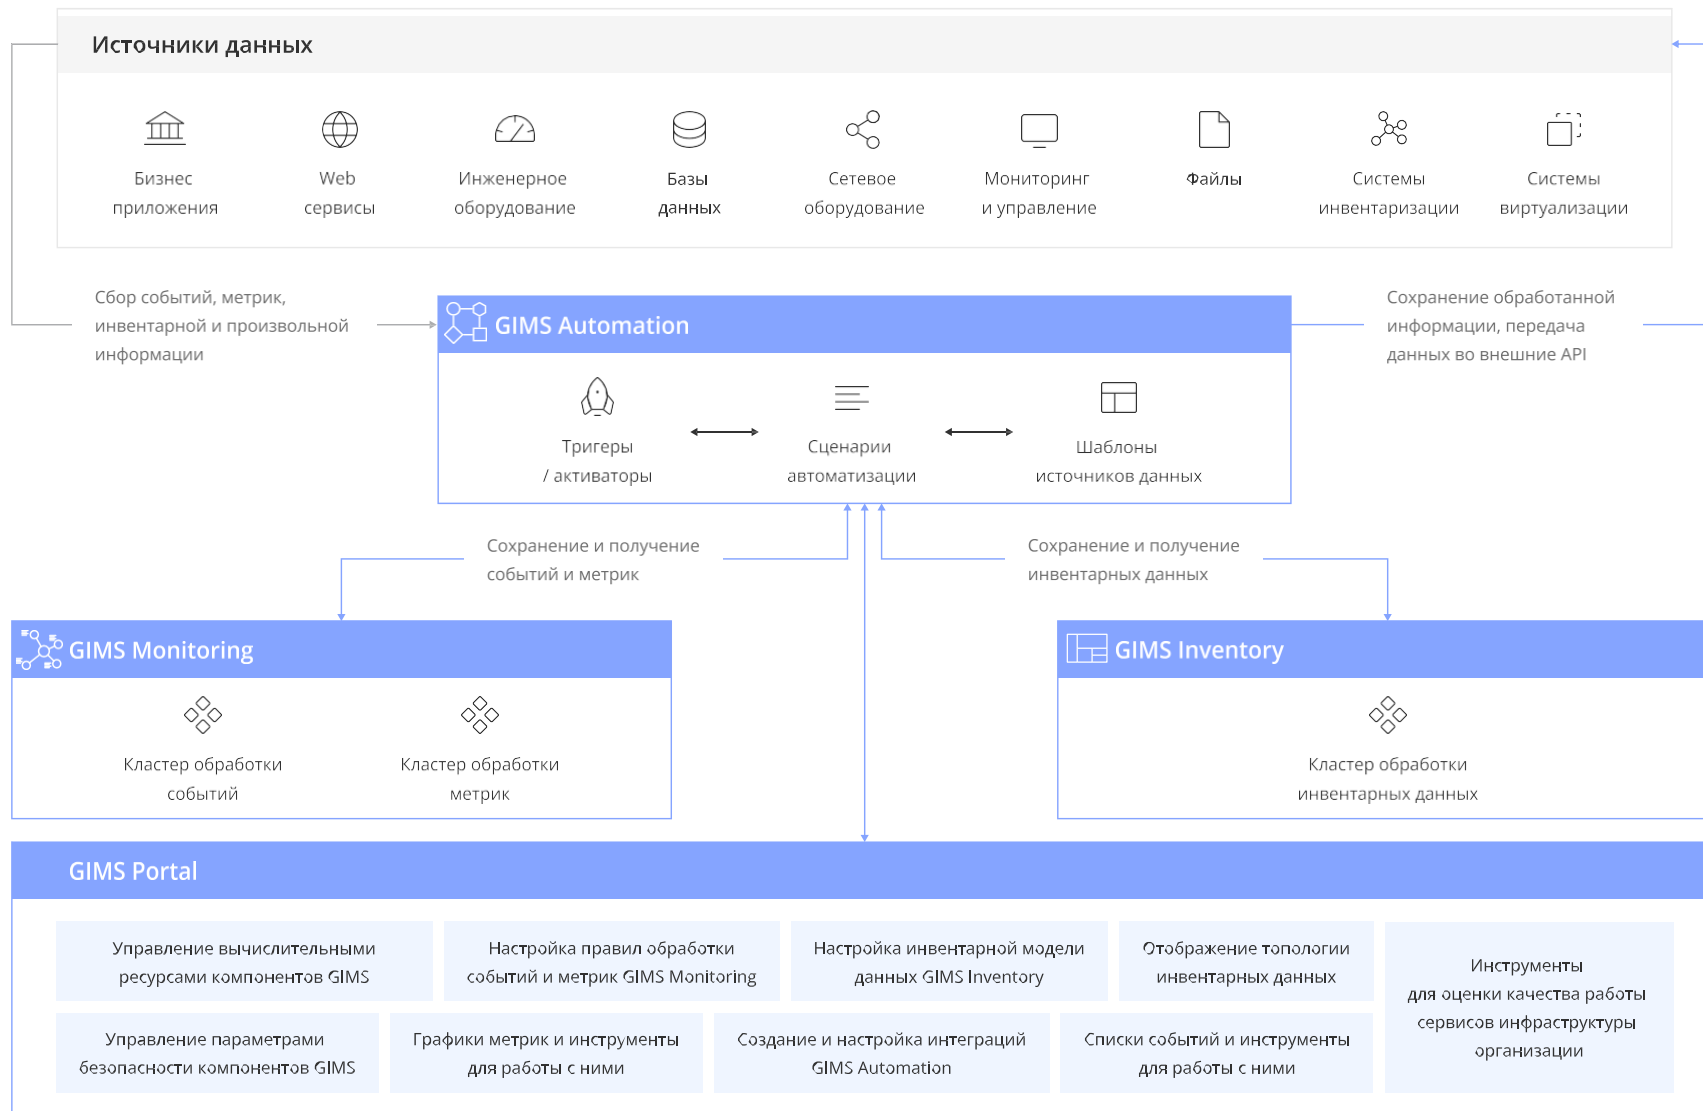 Источники данных
Бизнес
приложения
Web
сервисы
Инженерное
оборудование
Базы
данных
Сетевое
оборудование
Мониторинг
и управление
Файлы
Системы
инвентаризации
Системы
виртуализации
Сбор событий, метрик,
инвентарной и произвольной
информации
GIMS Automation
Сохранение обработанной
информации, передача
данных во внешние API
Тригеры
/ активаторы
Сценарии
автоматизации
Шаблоны
источников данных
Сохранение и получение
событий и метрик
Сохранение и получение
инвентарных данных
GIMS Monitoring
Кластер обработки
событий
Кластер обработки
метрик
GIMS Inventory
Кластер обработки
инвентарных данных
GIMS Portal
Управление вычислительными
ресурсами компонентов GIMS
Настройка правил обработки
событий и метрик GIMS Monitoring
Настройка инвентарной модели
данных GIMS Inventory
Отображение топологии
инвентарных данных
Инструменты
для оценки качества работы
сервисов инфраструктуры
организации
Управление параметрами
безопасности компонентов GIMS
Графики метрик и инструменты
для работы с ними
Создание и настройка интеграций
GIMS Automation
Списки событий и инструменты
для работы с ними